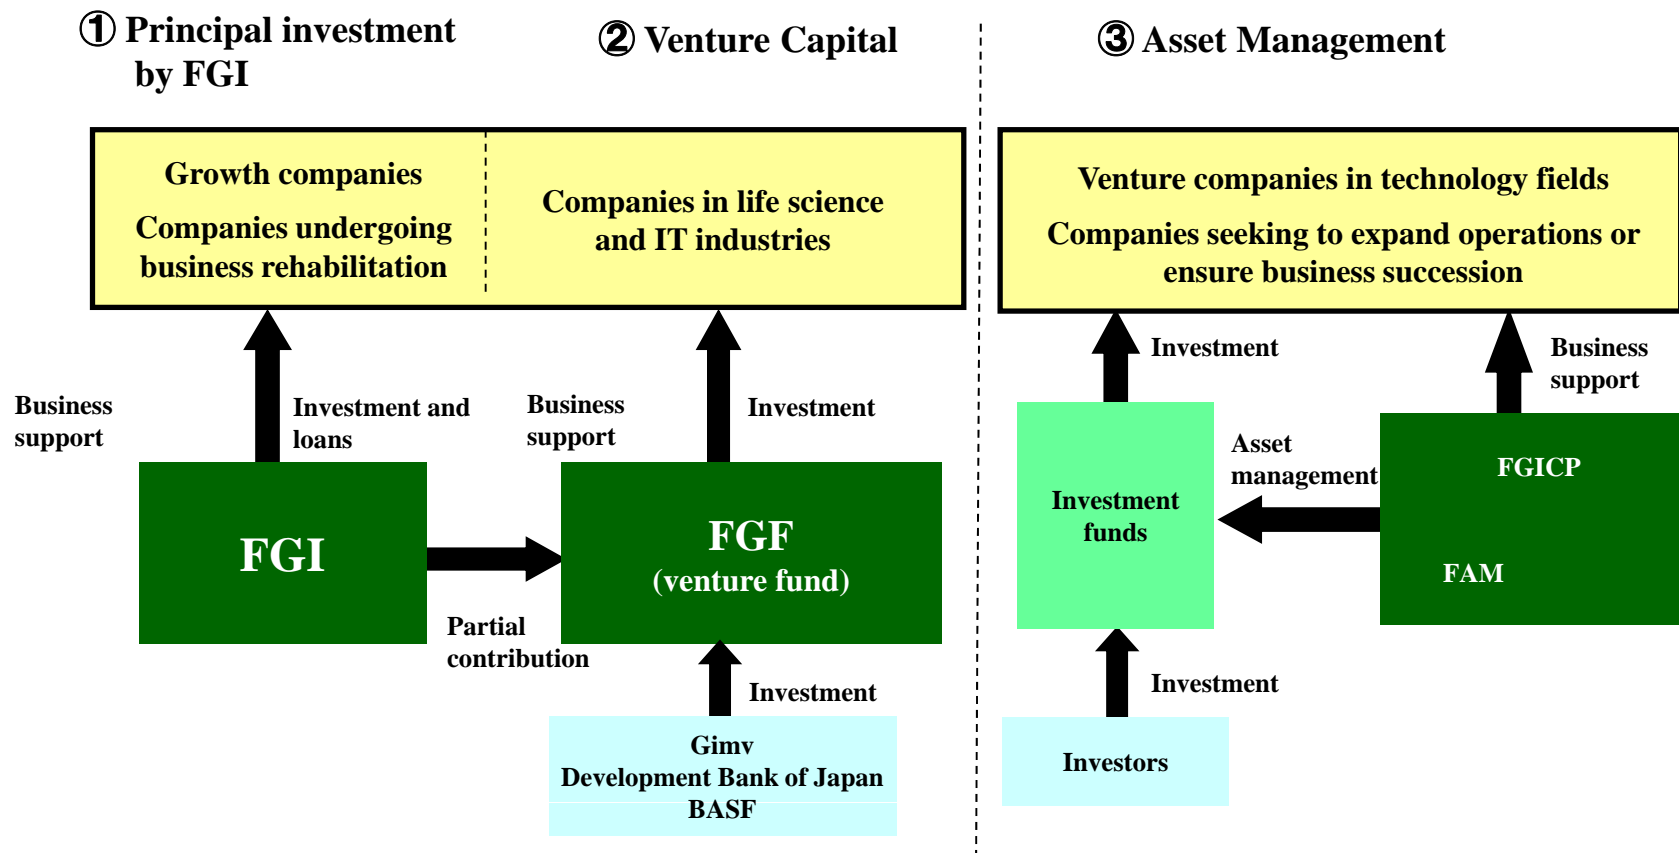 ① Principal investment
by FGI
② Venture Capital
③ Asset Management
Growth companies
Companies undergoing
business rehabilitation
Companies in life science
and IT industries
Venture companies in technology fields
Companies seeking to expand operations or
ensure business succession
Business
support
Investment and
loans
Business
support
Investment
Investment
Business
support
FGI
Partial
contribution
FGF
(venture fund)
Investment
Gimv
Development Bank of Japan
BASF
Investment
funds
Asset
management
FGICP
FAM
Investment
Investors